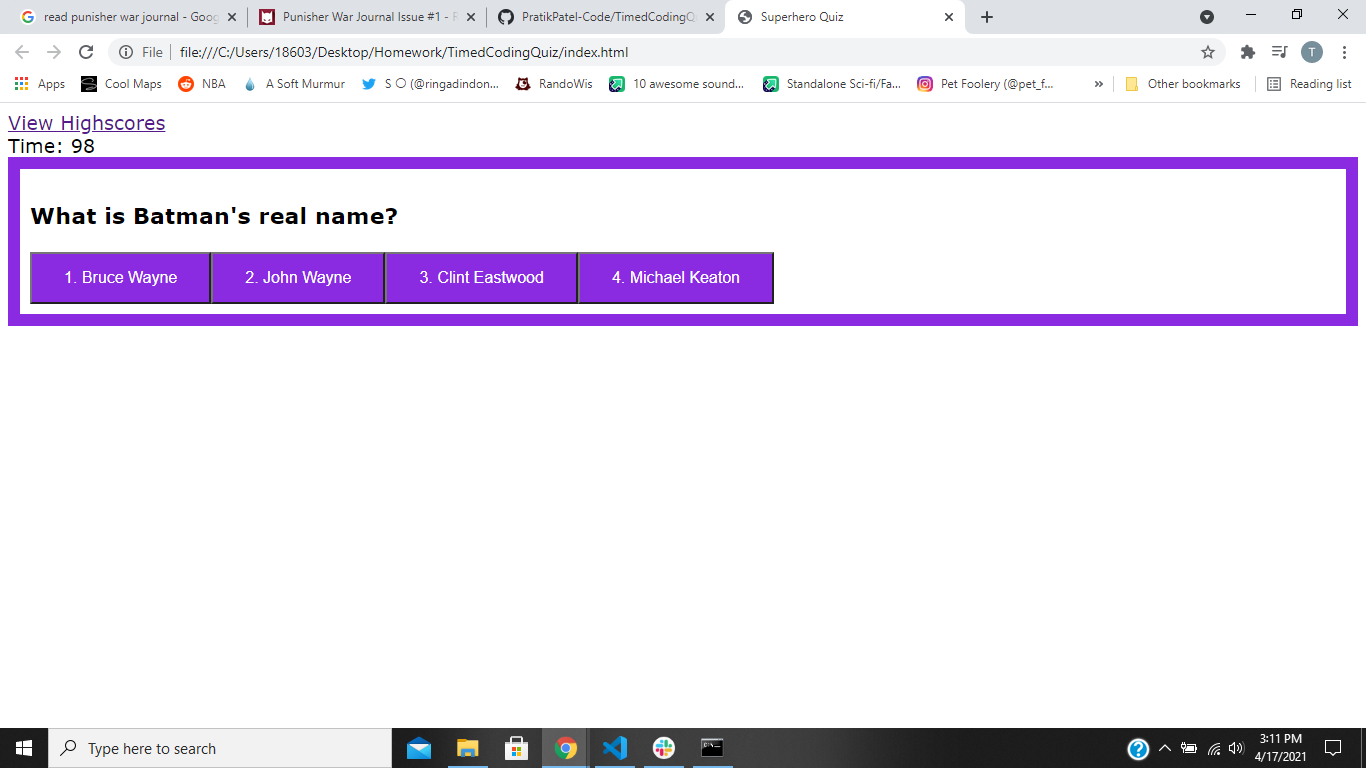 read punisher war journal - Goog
Punisher War Journal Issue #1 - R
PratikPatel-Code/TimedCodingQu
Superhero Quiz
File
file:///C:/Users/18603/Desktop/Homework/TimedCodingQuiz/index.html
T
Apps
Cool Maps
NBA
A Soft Murmur
S O (@ringadindon...
RandoWis
10 awesome sound...
Standalone Sci-fi/Fa...
Pet Foolery (@pet_f...
»
Other bookmarks
Reading list
View Highscores
Time: 98
What is Batman's real name?
1. Bruce Wayne
2. John Wayne
3. Clint Eastwood
4. Michael Keaton
Type here to search
3:11 PM
4/17/2021